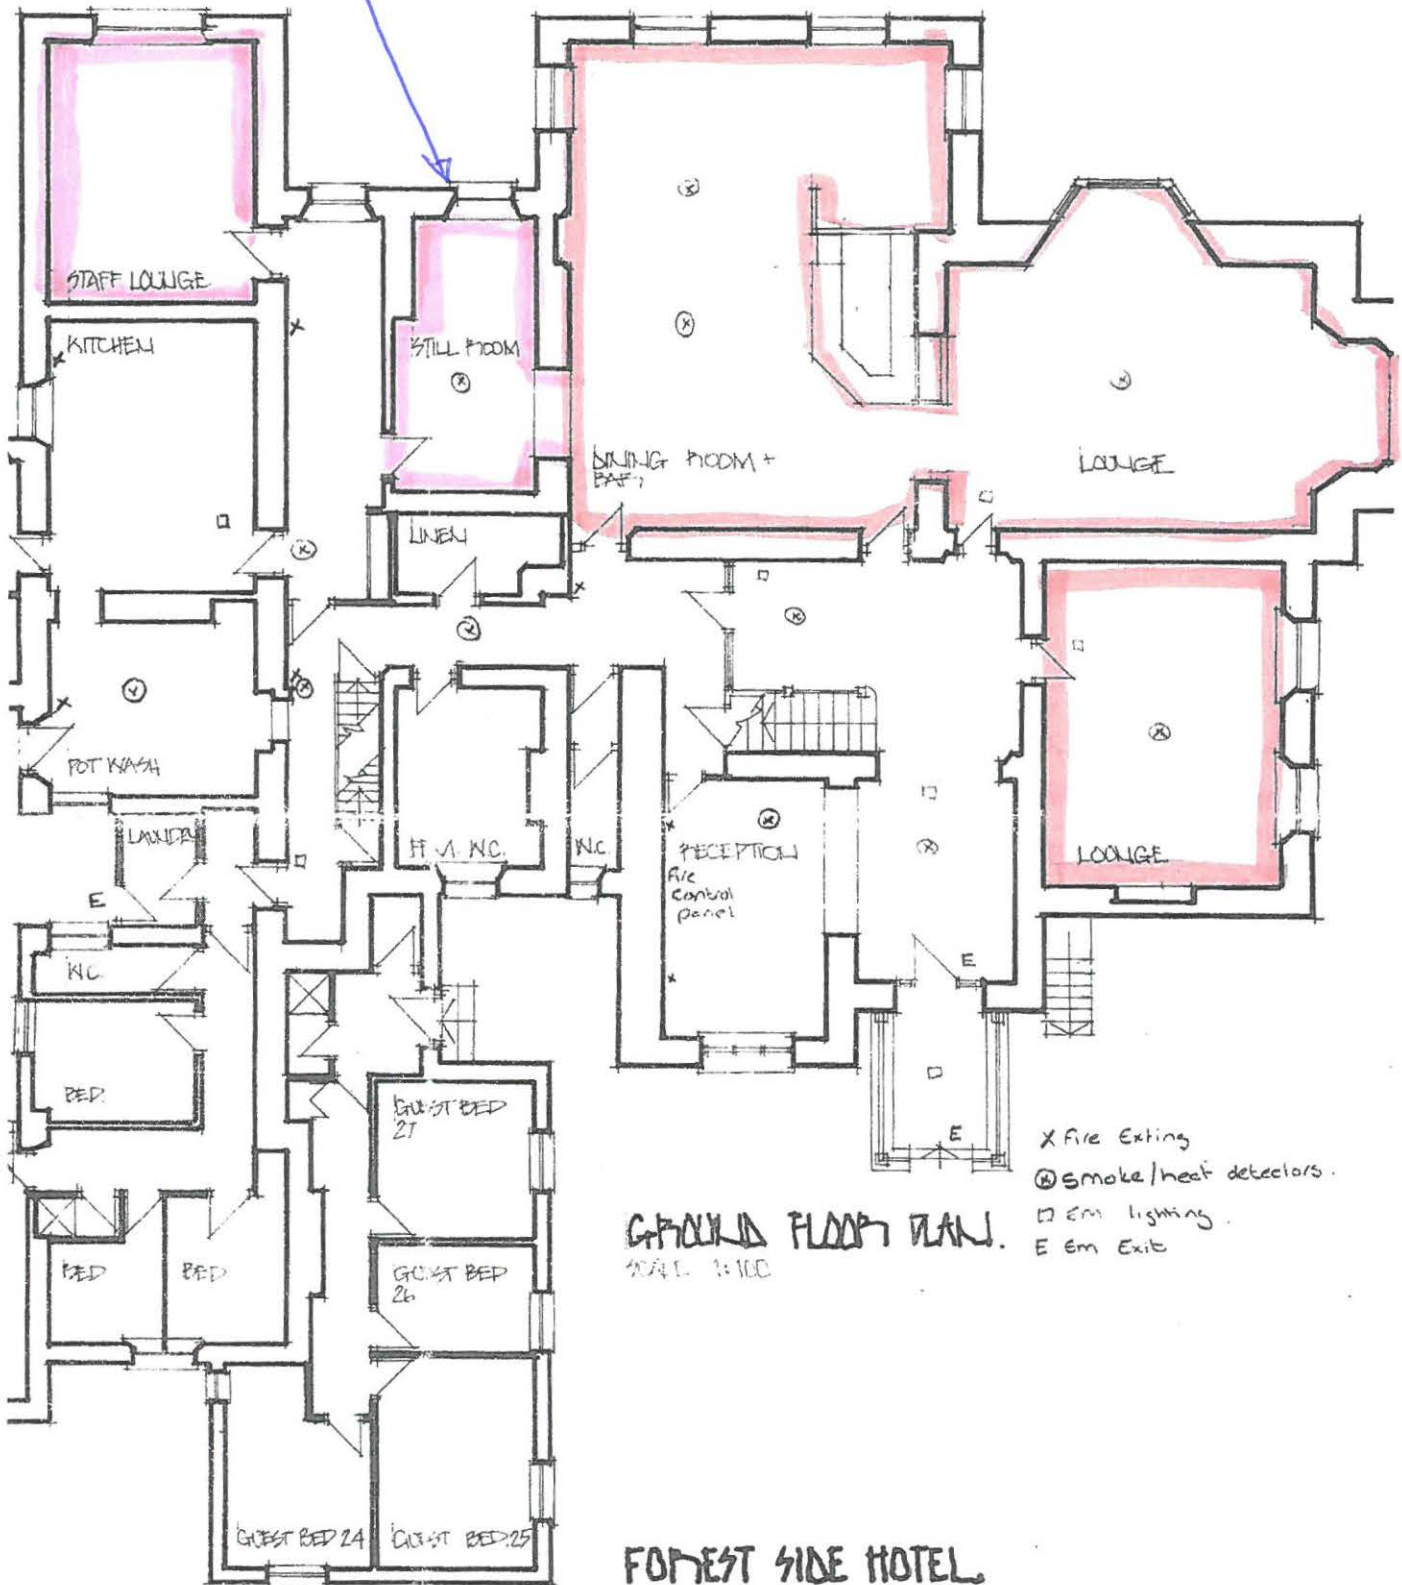 STAFF LOUNGE
KITCHEN
STILL ROOM
DINING ROOM +
BAR
LOUNGE
LINEN
POT WASH
LAUNDRY
W.C.
RECEPTION
Fire
Control
panel
LOUNGE
E
W.C.
E
BED
GUEST BED
27
E
X Fire Exting
smoke/heat detectors.
Em lighting.
E Em Exit
GROUND FLOOR PLAN.
SCALE 1:100
BED
BED
GUEST BED
26
GUEST BED 24
GUEST BED.25
FOREST SIDE HOTEL.